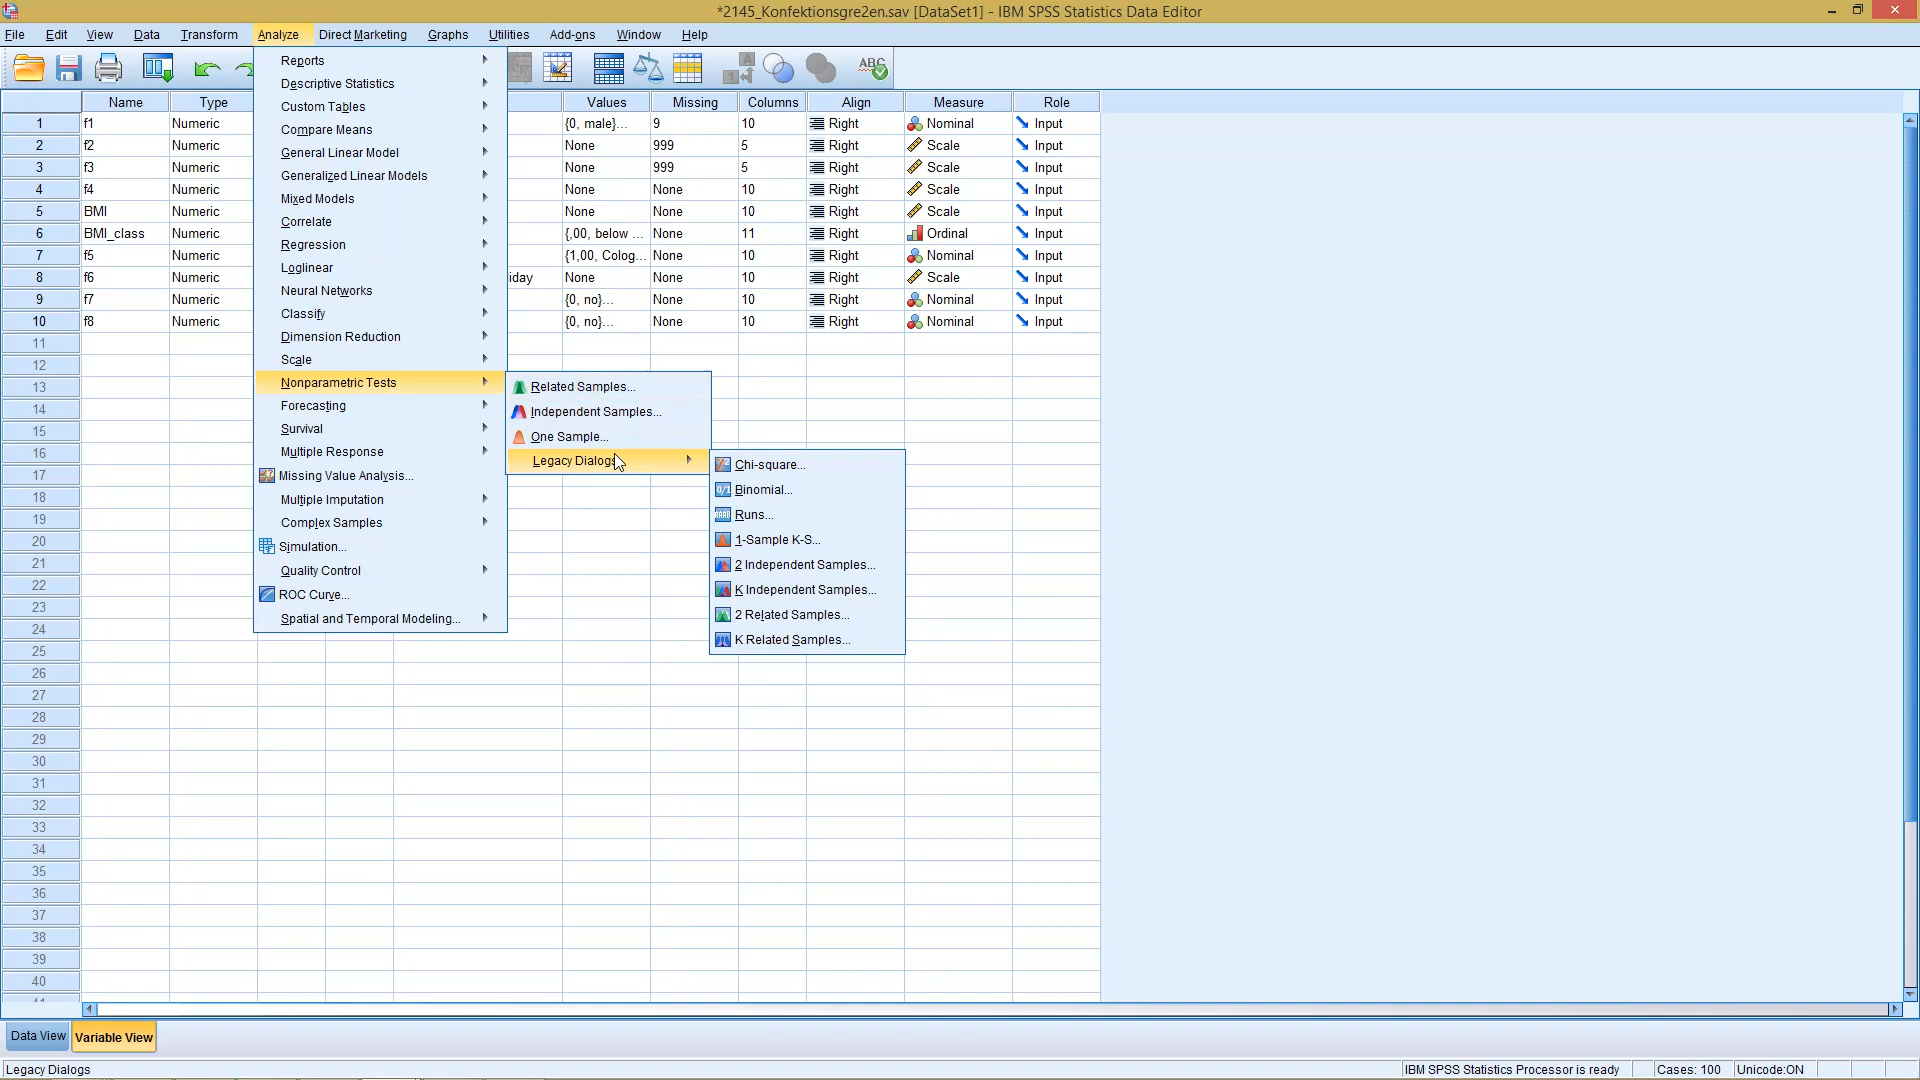 *2145_Konfektionsgre2en.sav [DataSet1] - IBM SPSS Statistics Data Editor
File Edit View Data Transform Analyze Direct Marketing Graphs Utilities Add-ons Window Help
Name Type Values Missing Columns Align Measure Role
1 f1 Numeric {0, male}... 9 10 Right Nominal Input
2 f2 Numeric None 999 5 Right Scale Input
3 f3 Numeric None 999 5 Right Scale Input
4 f4 Numeric None None 10 Right Scale Input
5 BMI Numeric None None 10 Right Scale Input
6 BMI_class Numeric {,00, below ... None 11 Right Ordinal Input
7 f5 Numeric {1,00, Colog... None 10 Right Nominal Input
8 f6 Numeric iday None None 10 Right Scale Input
9 f7 Numeric {0, no}... None 10 Right Nominal Input
10 f8 Numeric {0, no}... None 10 Right Nominal Input
11
12
13
14
15
16
17
18
19
20
21
22
23
24
25
26
27
28
29
30
31
32
33
34
35
36
37
38
39
40
Reports
Descriptive Statistics
Custom Tables
Compare Means
General Linear Model
Generalized Linear Models
Mixed Models
Correlate
Regression
Loglinear
Neural Networks
Classify
Dimension Reduction
Scale
Nonparametric Tests
Forecasting
Survival
Multiple Response
Missing Value Analysis...
Multiple Imputation
Complex Samples
Simulation...
Quality Control
ROC Curve...
Spatial and Temporal Modeling...
Related Samples...
Independent Samples...
One Sample...
Legacy Dialogs
Chi-square...
Binomial...
Runs...
1-Sample K-S...
2 Independent Samples...
K Independent Samples...
2 Related Samples...
K Related Samples...
Data View Variable View
Legacy Dialogs IBM SPSS Statistics Processor is ready Cases: 100 Unicode:ON